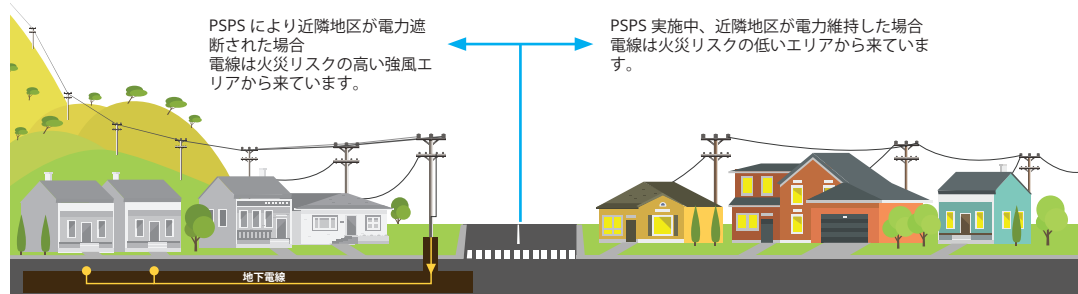 PSPS により近隣地区が電力遮
断された場合
電線は火災リスクの高い強風エ
リアから来ています。
PSPS 実施中、近隣地区が電力維持した場合
電線は火災リスクの低いエリアから来ていま
す。
地下電線